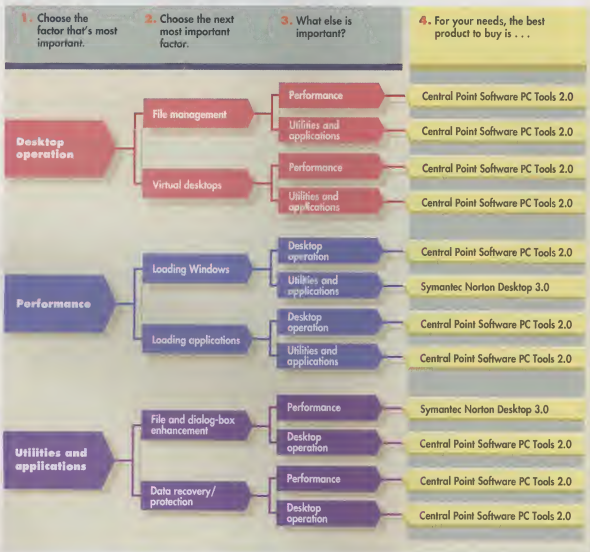 1. Choose the
factor that's most
important.
2. Choose the next
most important
factor.
3. What else is
important?
4. For your needs, the best
product to buy is . . .
Desktop
operation
File management
Performance
Central Point Software PC Tools 2.0
Utilities and
applications
Central Point Software PC Tools 2.0
Virtual desktops
Performance
Central Point Software PC Tools 2.0
Utilities and
applications
Central Point Software PC Tools 2.0
Performance
Loading Windows
Desktop
operation
Central Point Software PC Tools 2.0
Utilities and
applications
Symantec Norton Desktop 3.0
Loading applications
Desktop
operation
Central Point Software PC Tools 2.0
Utilities and
applications
Central Point Software PC Tools 2.0
Utilities and
applications
File and dialog-box
enhancement
Performance
Symantec Norton Desktop 3.0
Desktop
operation
Central Point Software PC Tools 2.0
Data recovery/
protection
Performance
Central Point Software PC Tools 2.0
Desktop
operation
Central Point Software PC Tools 2.0